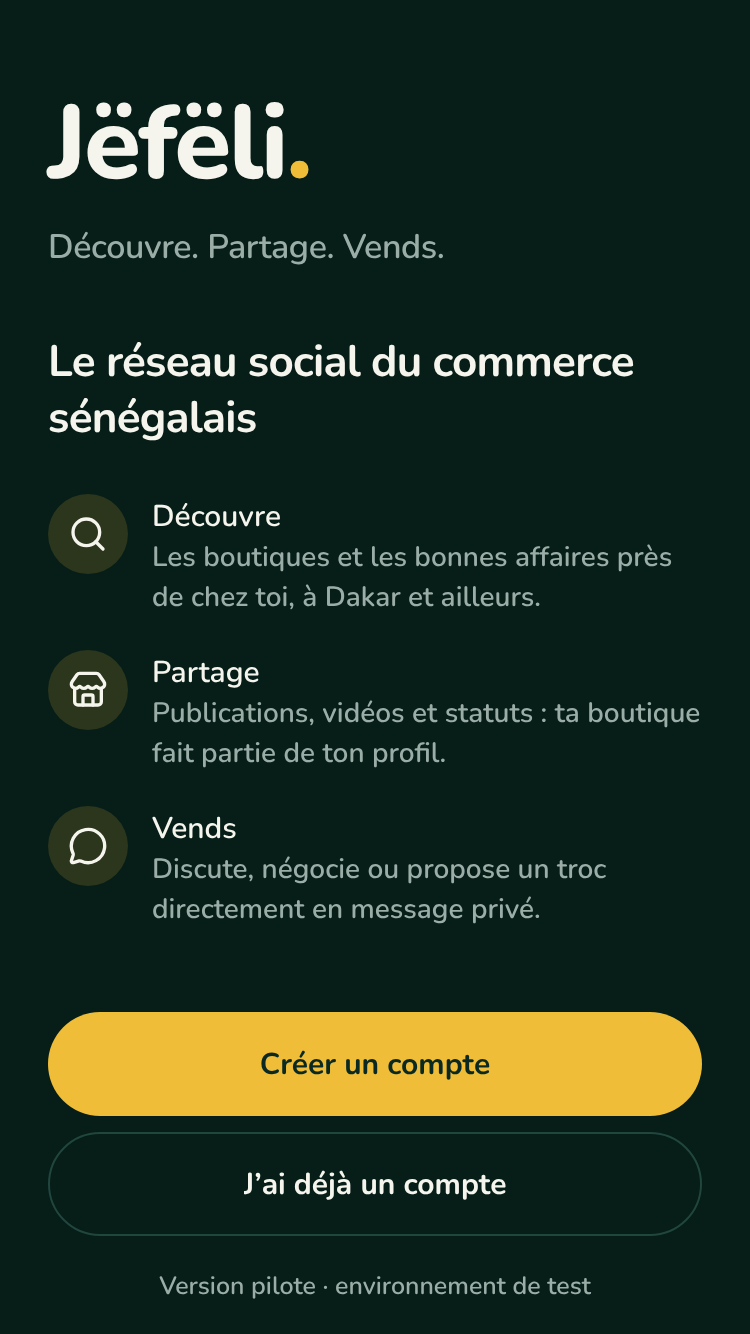 Jëfëli.
Découvre. Partage. Vends.
Le réseau social du commerce
sénégalais
Découvre
Les boutiques et les bonnes affaires près
de chez toi, à Dakar et ailleurs.
Partage
Publications, vidéos et statuts : ta boutique
fait partie de ton profil.
Vends
Discute, négocie ou propose un troc
directement en message privé.
Créer un compte
J’ai déjà un compte
Version pilote · environnement de test